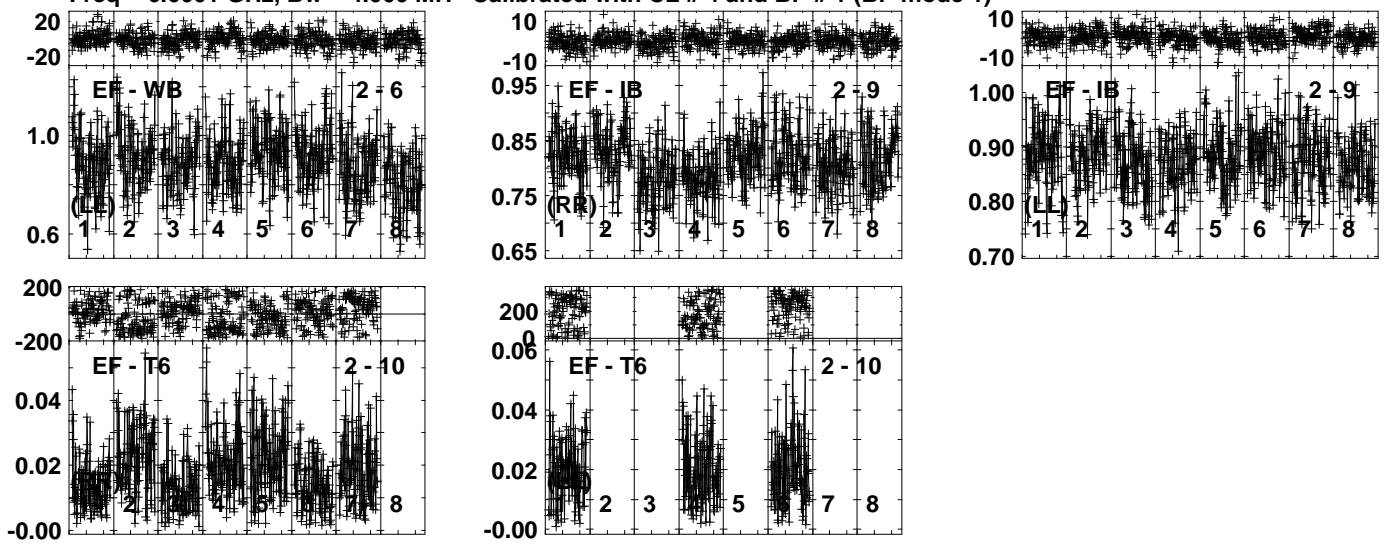 20
-20
EF - WB
2 - 6
1.0
0.6
(LL)
1 2 3 4 5 6 7 8
10
-10
0.95
EF - IB
2 - 9
0.85
0.75
0.65
(RR)
1 2 3 4 5 6 7 8
10
-10
1.00
EF - IB
2 - 9
0.90
0.80
0.70
(LL)
1 2 3 4 5 6 7 8
200
-200
EF - T6
2 - 10
0.04
0.02
-0.00
2 4 5 7 8
200
0
0.06
EF - T6
2 - 10
0.04
0.02
-0.00
2 3 5 6 7 8